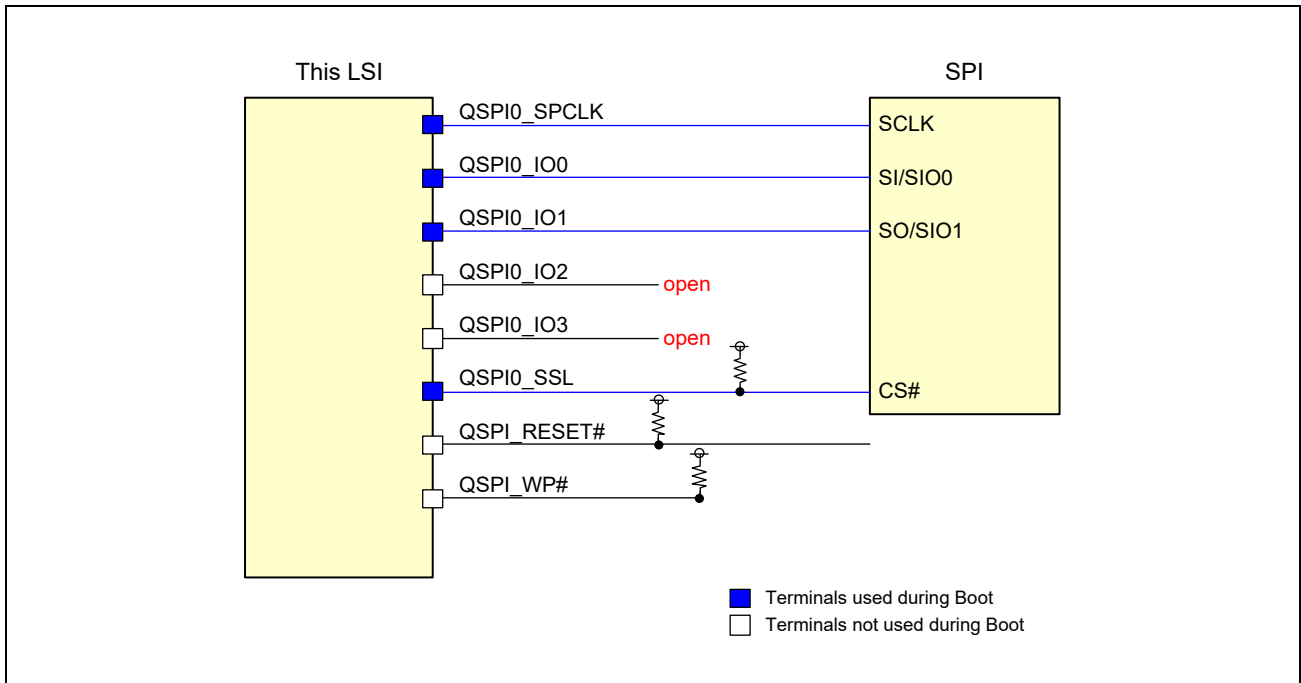 This LSI
SPI
QSPI0_SPCLK
SCLK
QSPI0_IO0
SI/SIO0
QSPI0_IO1
SO/SIO1
QSPI0_IO2
open
QSPI0_IO3
open
QSPI0_SSL
CS#
QSPI_RESET#
QSPI_WP#
Terminals used during Boot
Terminals not used during Boot